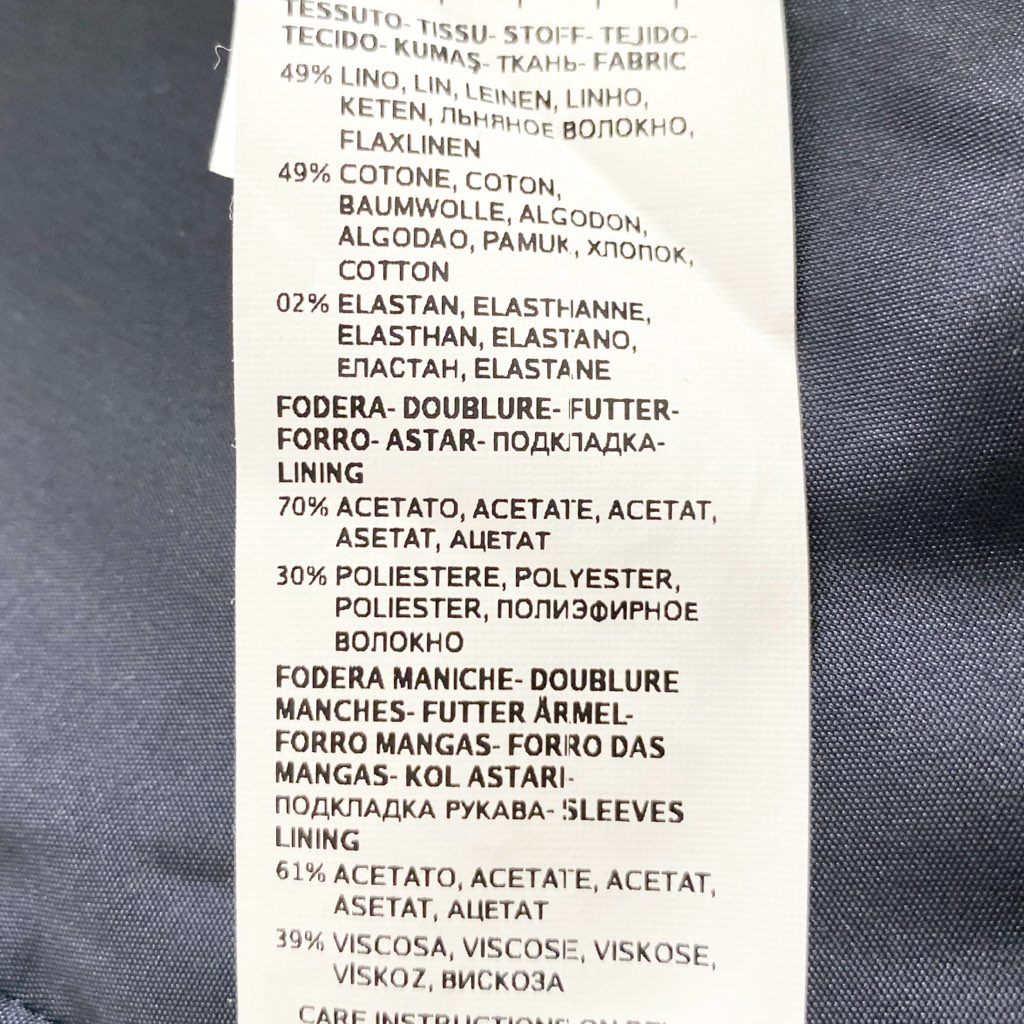 TESSUTO- TISSU- STOFF- TEJIDO-
TECIDO- KUMAŞ- ТКАНЬ- FABRIC
49% LINO, LIN, LEINEN, LINHO,
KETEN, ЛЬНЯНОЕ ВОЛОКНО,
FLAXLINEN
49% COTONE, COTON,
BAUMWOLLE, ALGODON,
ALGODAO, PAMUK, ХЛОПОК,
COTTON
02% ELASTAN, ELASTHANNE,
ELASTHAN, ELASTANO,
ЕЛАСТАН, ELASTANE
FODERA- DOUBLURE- FUTTER-
FORRO- ASTAR- ПОДКЛАДКА-
LINING
70% ACETATO, ACETATE, ACETAT,
ASETAT, АЦЕТАТ
30% POLIESTERE, POLYESTER,
POLIESTER, ПОЛИЭФИРНОЕ
ВОЛОКНО
FODERA MANICHE- DOUBLURE
MANCHES- FUTTER ÄRMEL-
FORRO MANGAS- FORRO DAS
MANGAS- KOL ASTARI-
ПОДКЛАДКА РУКАВА- SLEEVES
LINING
61% ACETATO, ACETATE, ACETAT,
ASETAT, АЦЕТАТ
39% VISCOSA, VISCOSE, VISKOSE,
VİSKOZ, ВИСКОЗА
CARE INSTRUCTIONS ON